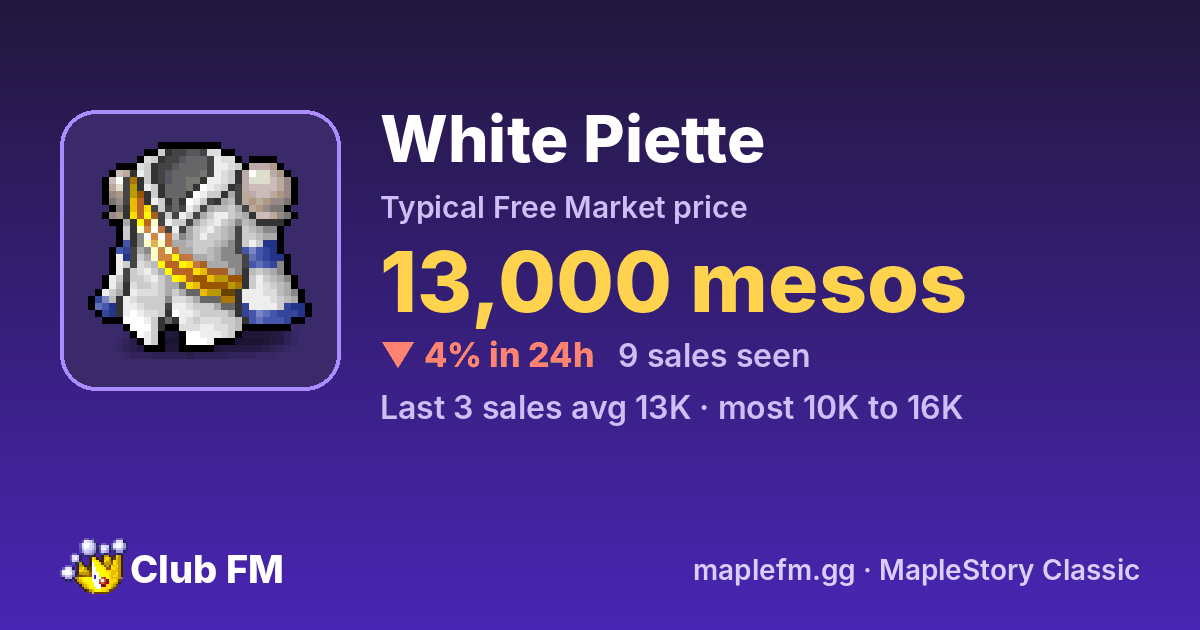 White Piette
Typical Free Market price
13,000 mesos
▼ 4% in 24h 9 sales seen
Last 3 sales avg 13K · most 10K to 16K
Club FM
maplefm.gg · MapleStory Classic